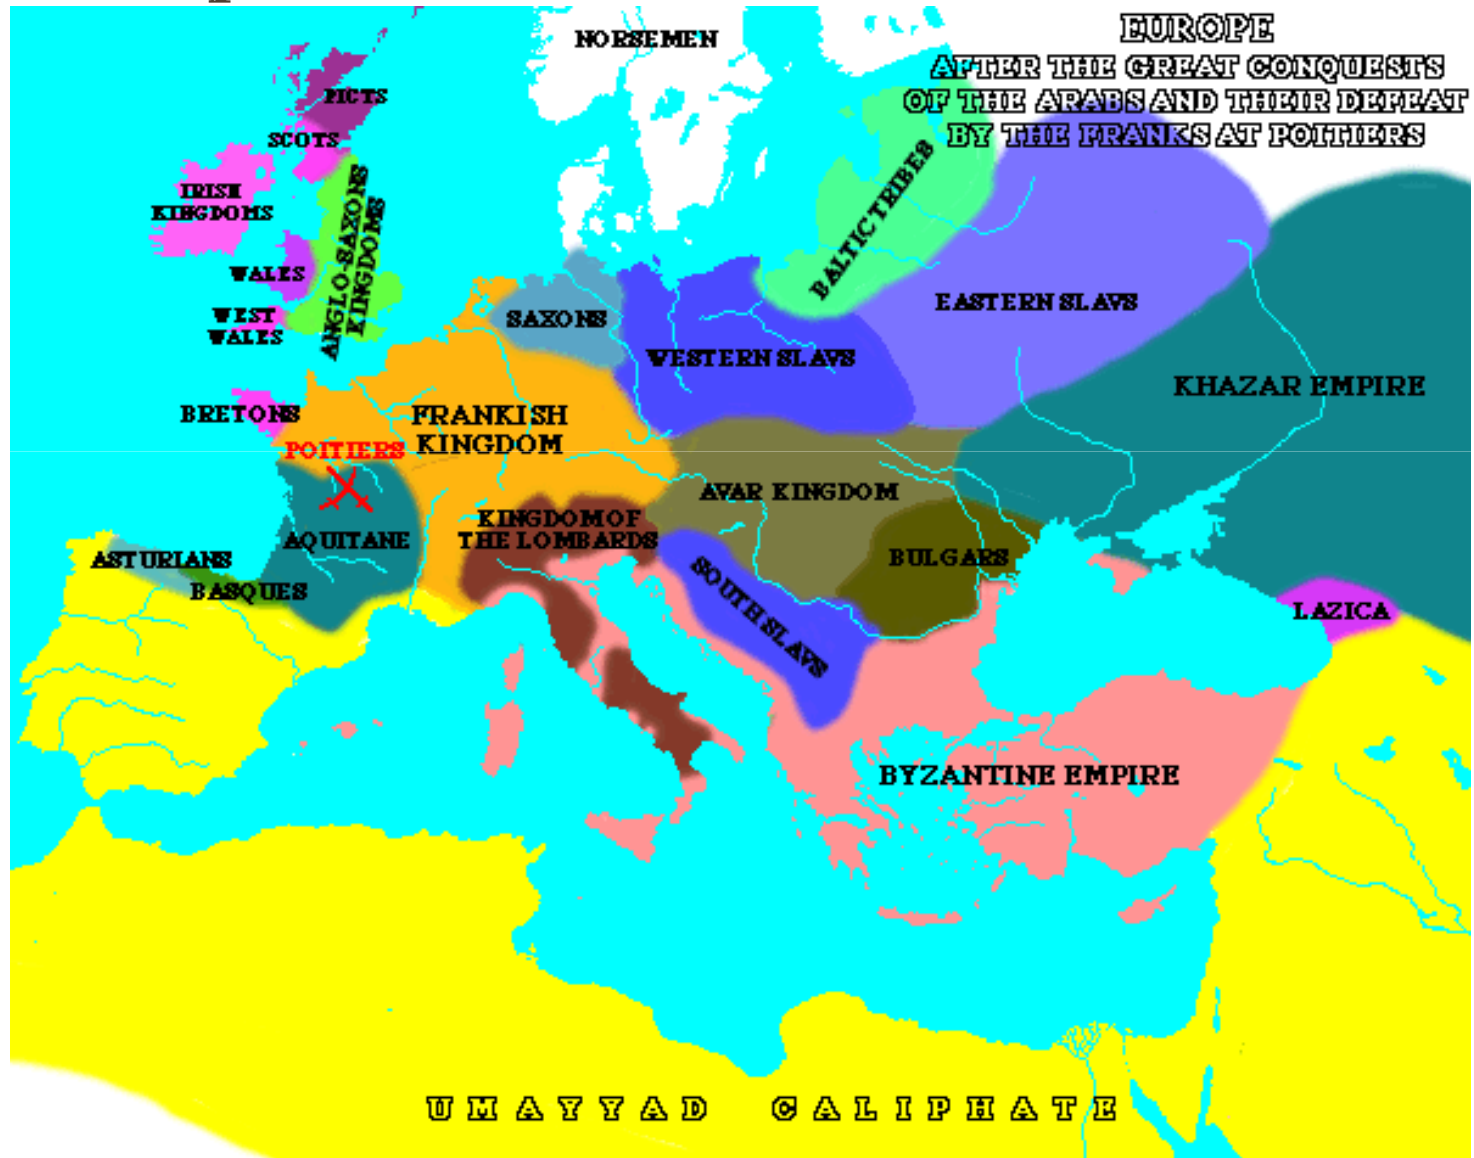 NORSEMEN
EUROPE
AFTER THE GREAT CONQUESTS
OF THE ARABS AND THEIR DEFEAT
BY THE FRANKS AT POITIERS
PICTS
SCOTS
IRISH
KINGDOMS
ANGLO-SAXONS
KINGDOMS
WALES
WEST
WALES
BALTIC TRIBES
SAXONS
EASTERN SLAVS
WESTERN SLAVS
KHAZAR EMPIRE
BRETONS
FRANKISH
KINGDOM
POITIERS
AVAR KINGDOM
KINGDOM OF
THE LOMBARDS
AQUITANE
ASTURIANS
BASQUES
BULGARS
SOUTH SLAVS
LAZICA
BYZANTINE EMPIRE
UMAYYAD CALIPHATE